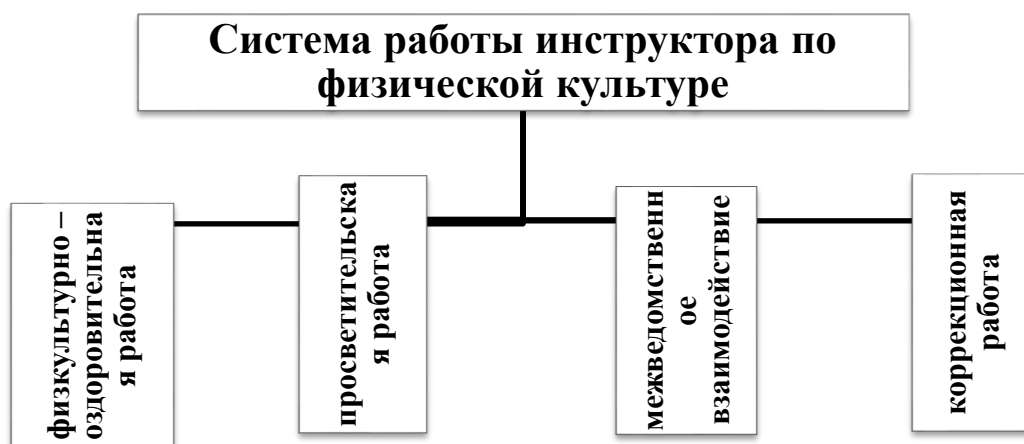 Система работы инструктора по
физической культуре
физкультурно –
оздоровительна
я работа
просветительска
я работа
межведомственн
ое
взаимодействие
коррекционная
работа